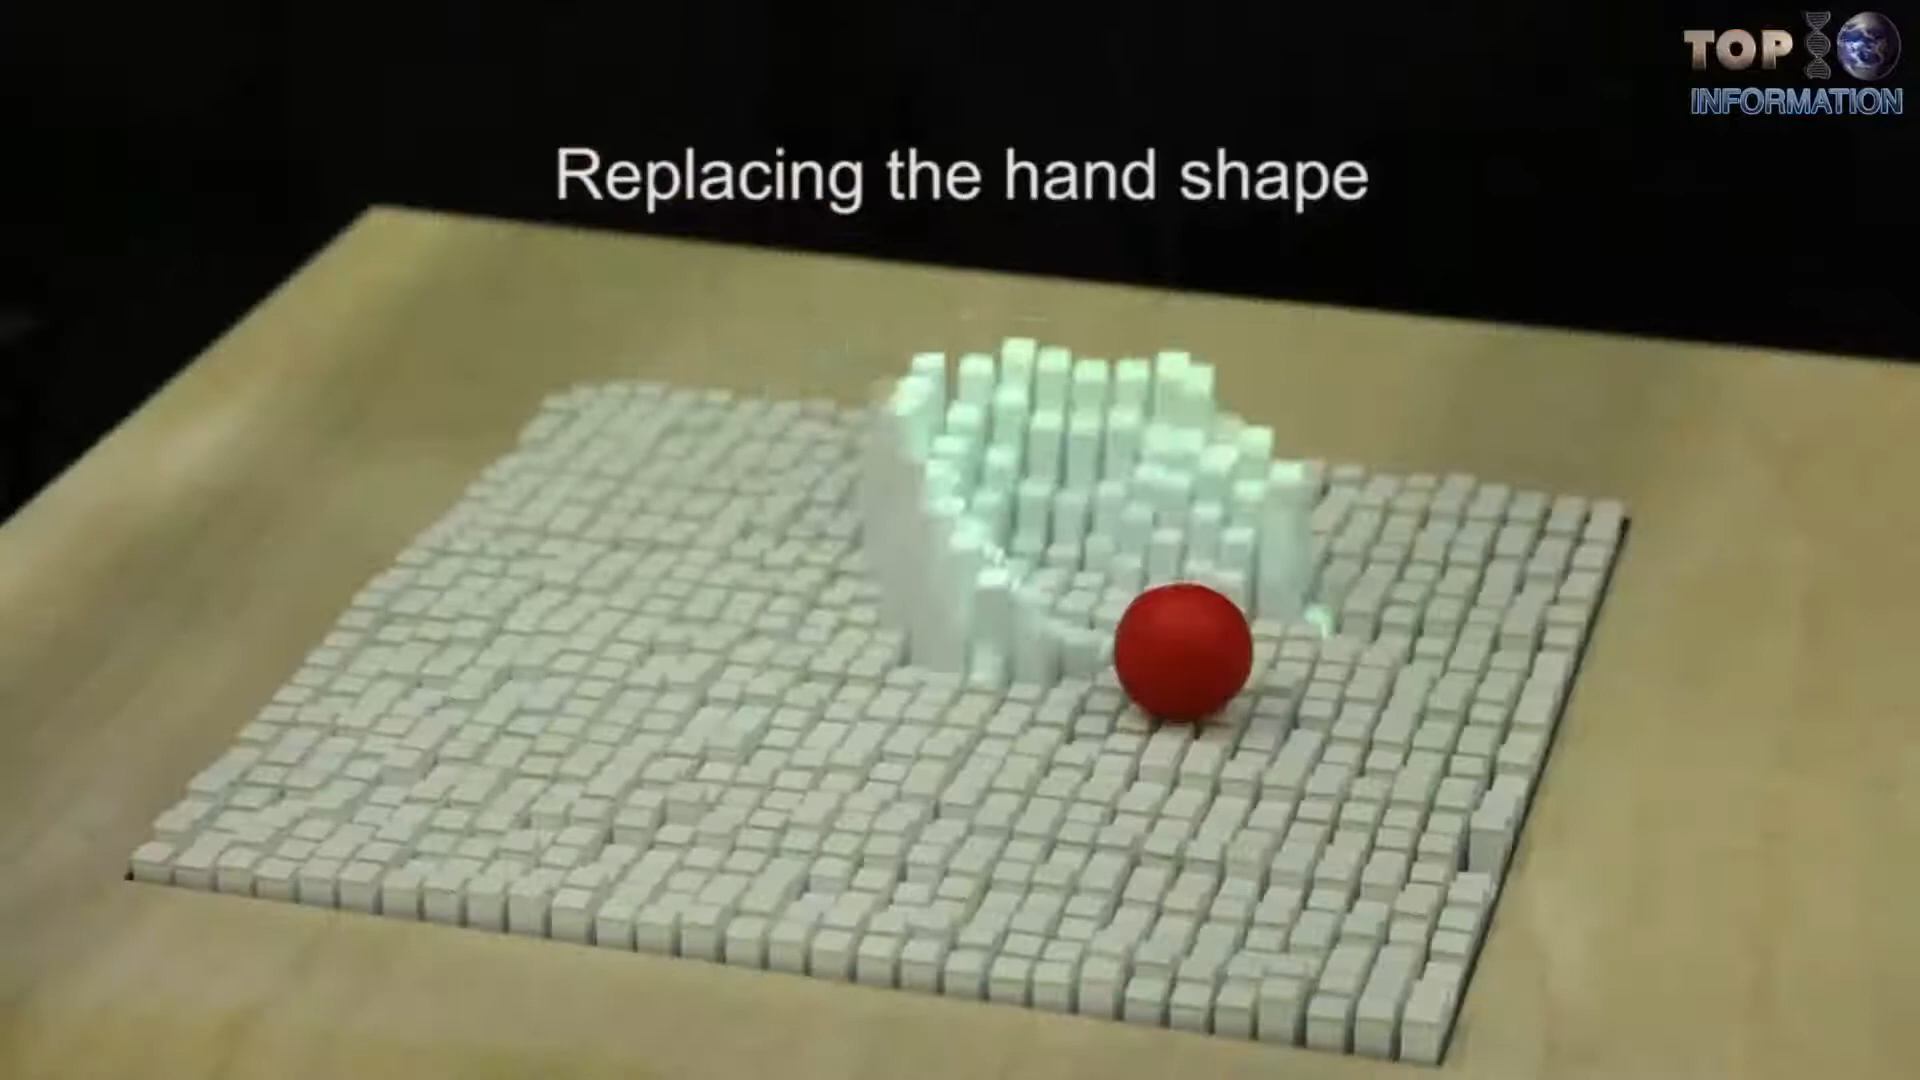 TOP
INFORMATION
Replacing the hand shape